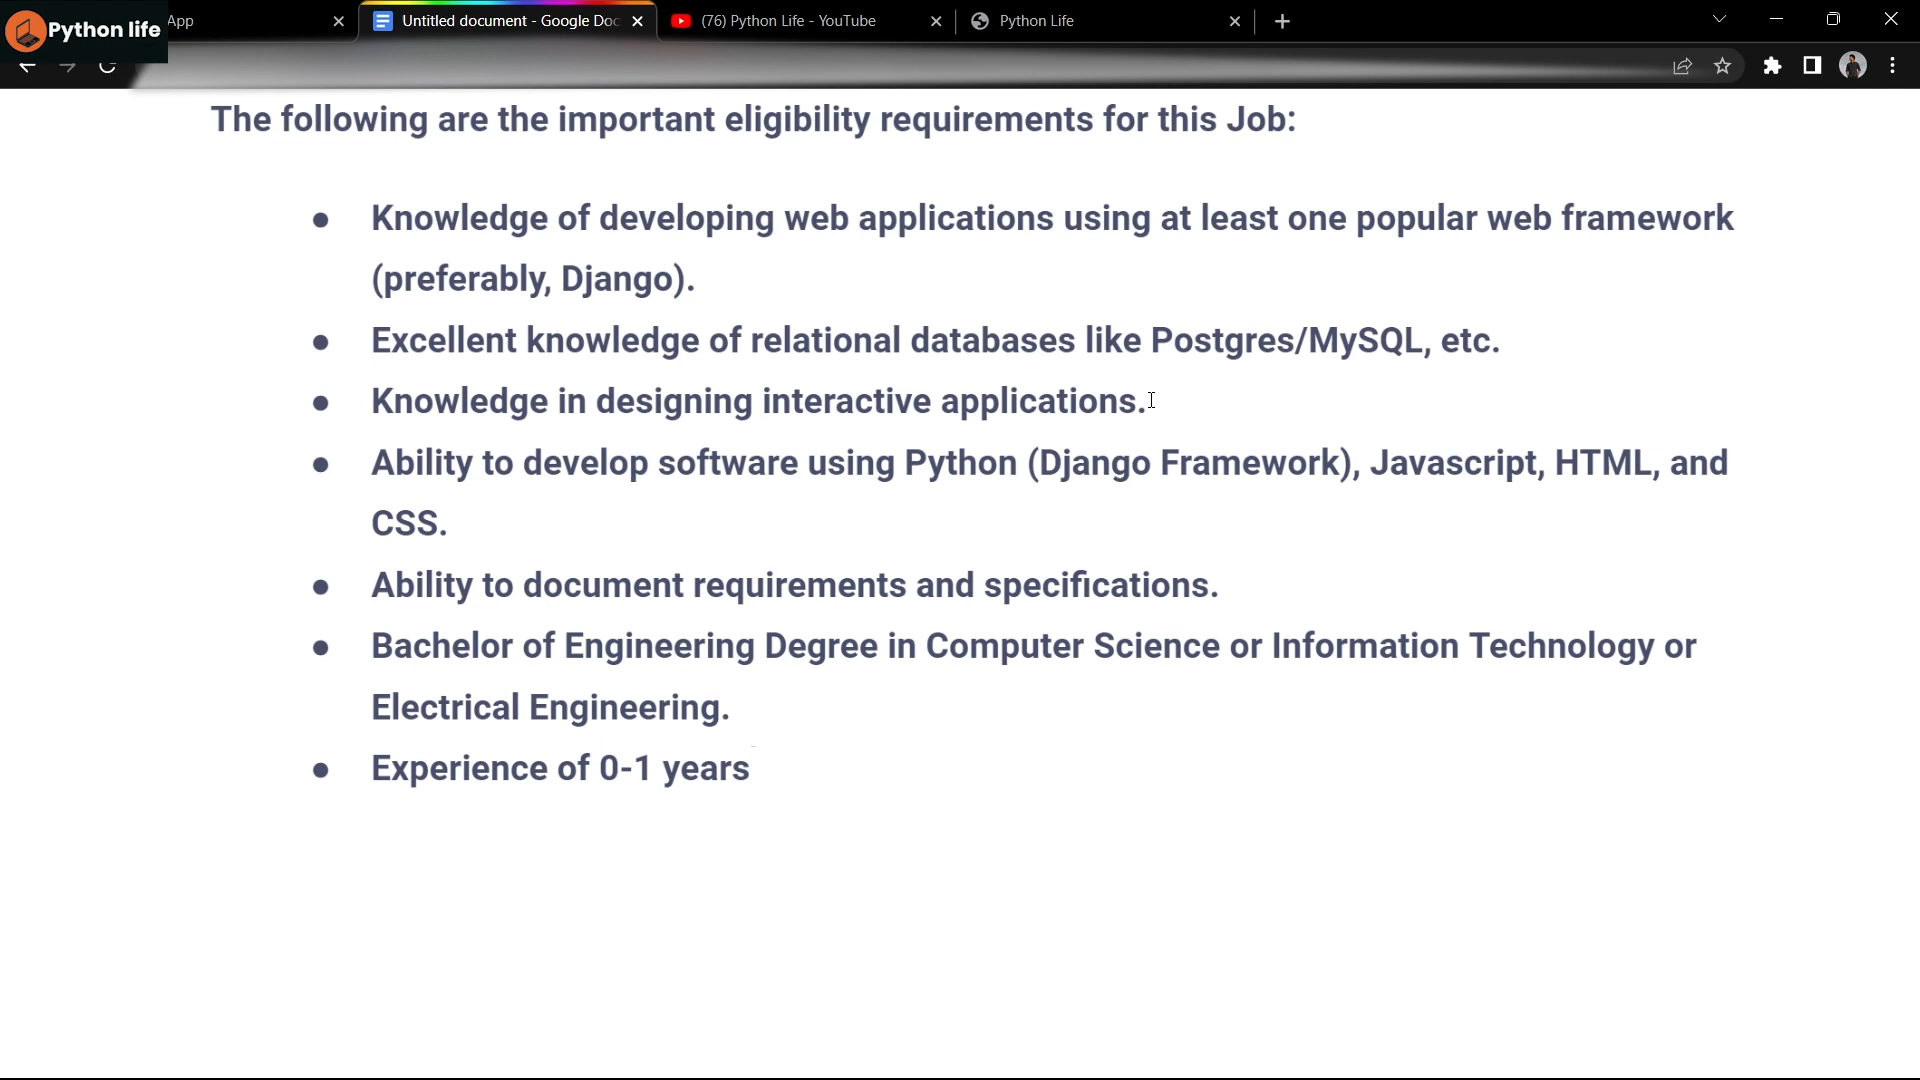 Python life
App
Untitled document - Google Doc
(76) Python Life - YouTube
Python Life
The following are the important eligibility requirements for this Job:
● Knowledge of developing web applications using at least one popular web framework
(preferably, Django).
● Excellent knowledge of relational databases like Postgres/MySQL, etc.
● Knowledge in designing interactive applications.
● Ability to develop software using Python (Django Framework), Javascript, HTML, and
CSS.
● Ability to document requirements and specifications.
● Bachelor of Engineering Degree in Computer Science or Information Technology or
Electrical Engineering.
● Experience of 0-1 years